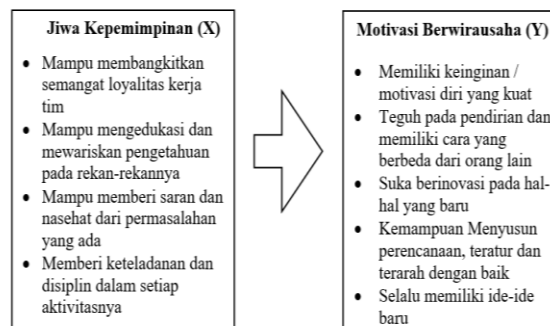 Jiwa Kepemimpinan (X)
• Mampu membangkitkan
semangat loyalitas kerja
tim
• Mampu mengedukasi dan
mewariskan pengetahuan
pada rekan-rekannya
• Mampu memberi saran dan
nasehat dari permasalahan
yang ada
• Memberi keteladanan dan
disiplin dalam setiap
aktivitasnya
Motivasi Berwirausaha (Y)
• Memiliki keinginan /
motivasi diri yang kuat
• Teguh pada pendirian dan
memiliki cara yang
berbeda dari orang lain
• Suka berinovasi pada hal-
hal yang baru
• Kemampuan Menyusun
perencanaan, teratur dan
terarah dengan baik
• Selalu memiliki ide-ide
baru